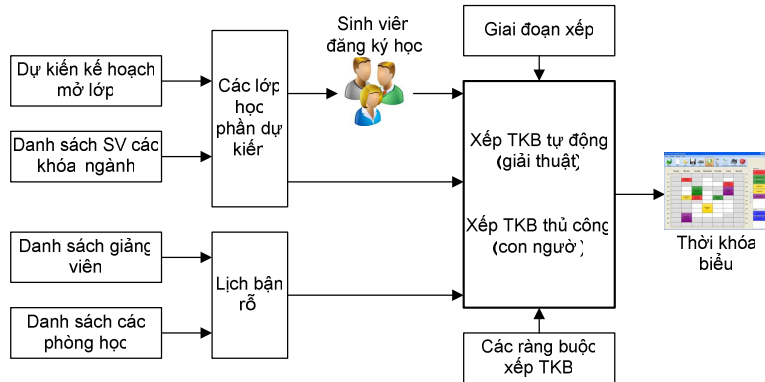 Sinh viên
đăng ký học
Giai đoạn xếp
Dự kiến kế hoạch
mở lớp
Các lớp
học
phần dự
kiến
Danh sách SV các
khóa ngành
Xếp TKB tự động
(giải thuật)
Xếp TKB thủ công
(con người)
Thời khóa
biểu
Danh sách giảng
viên
Lịch bận
rỗ
Danh sách các
phòng học
Các ràng buộc
xếp TKB